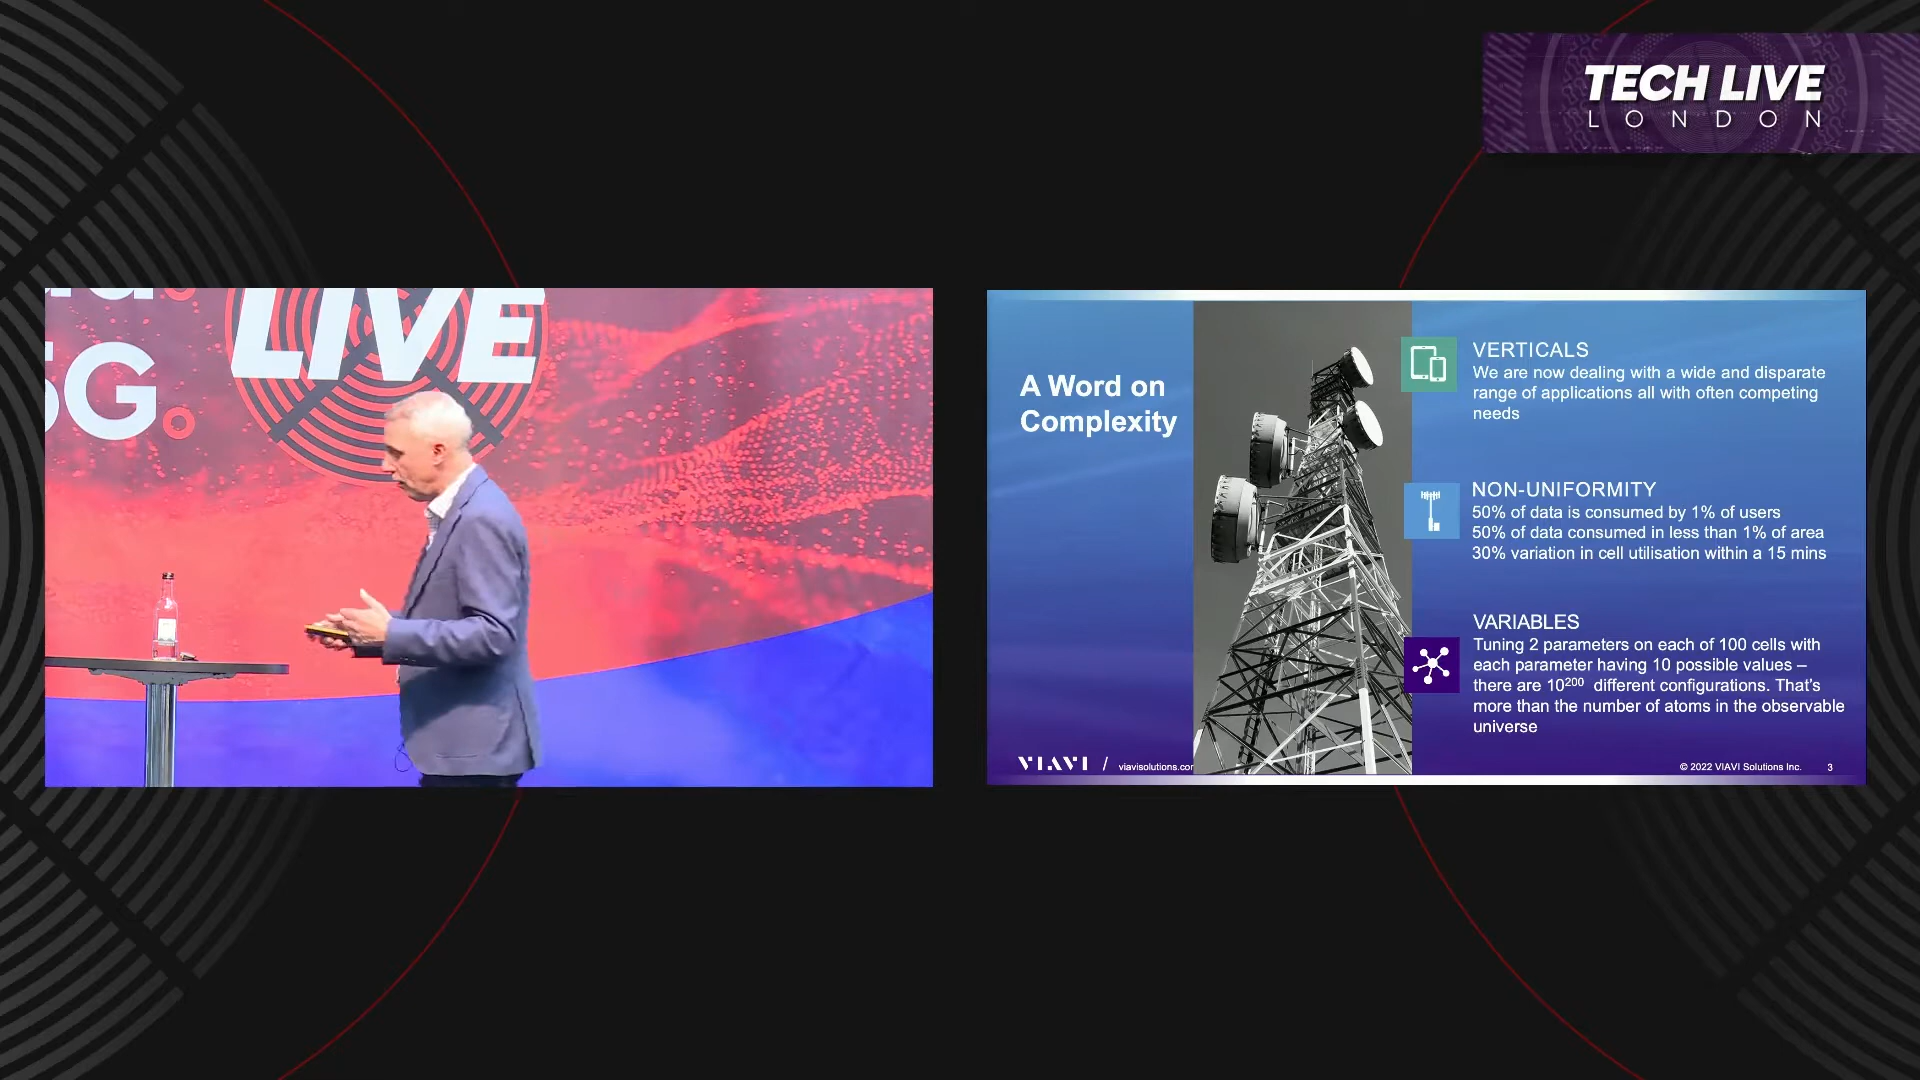 TECH LIVE
LONDON
LIVE
5G.
A Word on
Complexity
VERTICALS
We are now dealing with a wide and disparate
range of applications all with often competing
needs
NON-UNIFORMITY
50% of data is consumed by 1% of users
50% of data consumed in less than 1% of area
30% variation in cell utilisation within a 15 mins
VARIABLES
Tuning 2 parameters on each of 100 cells with
each parameter having 10 possible values –
there are 10²⁰⁰ different configurations. That's
more than the number of atoms in the observable
universe
VIAVI / viavisolutions.com
© 2022 VIAVI Solutions Inc. 3